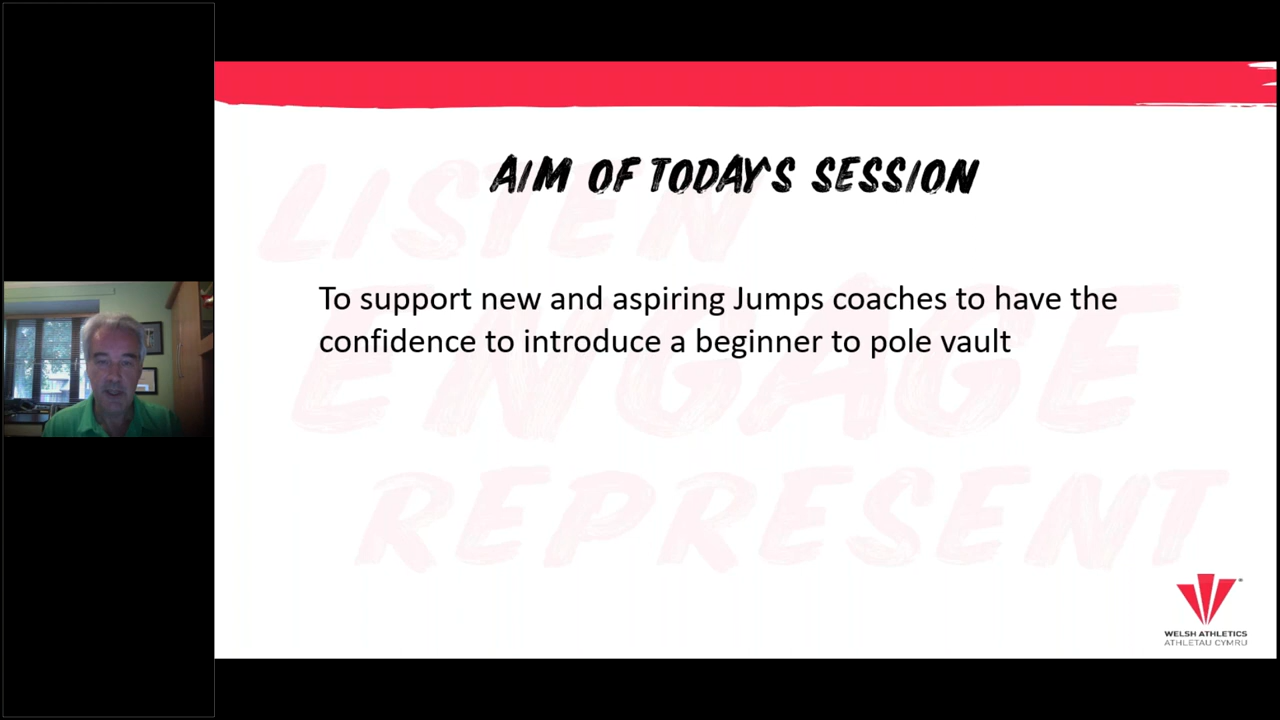 AIM OF TODAY'S SESSION
To support new and aspiring Jumps coaches to have the
confidence to introduce a beginner to pole vault
LISTEN
ENGAGE
REPRESENT
WELSH ATHLETICS
ATHLETAU CYMRU